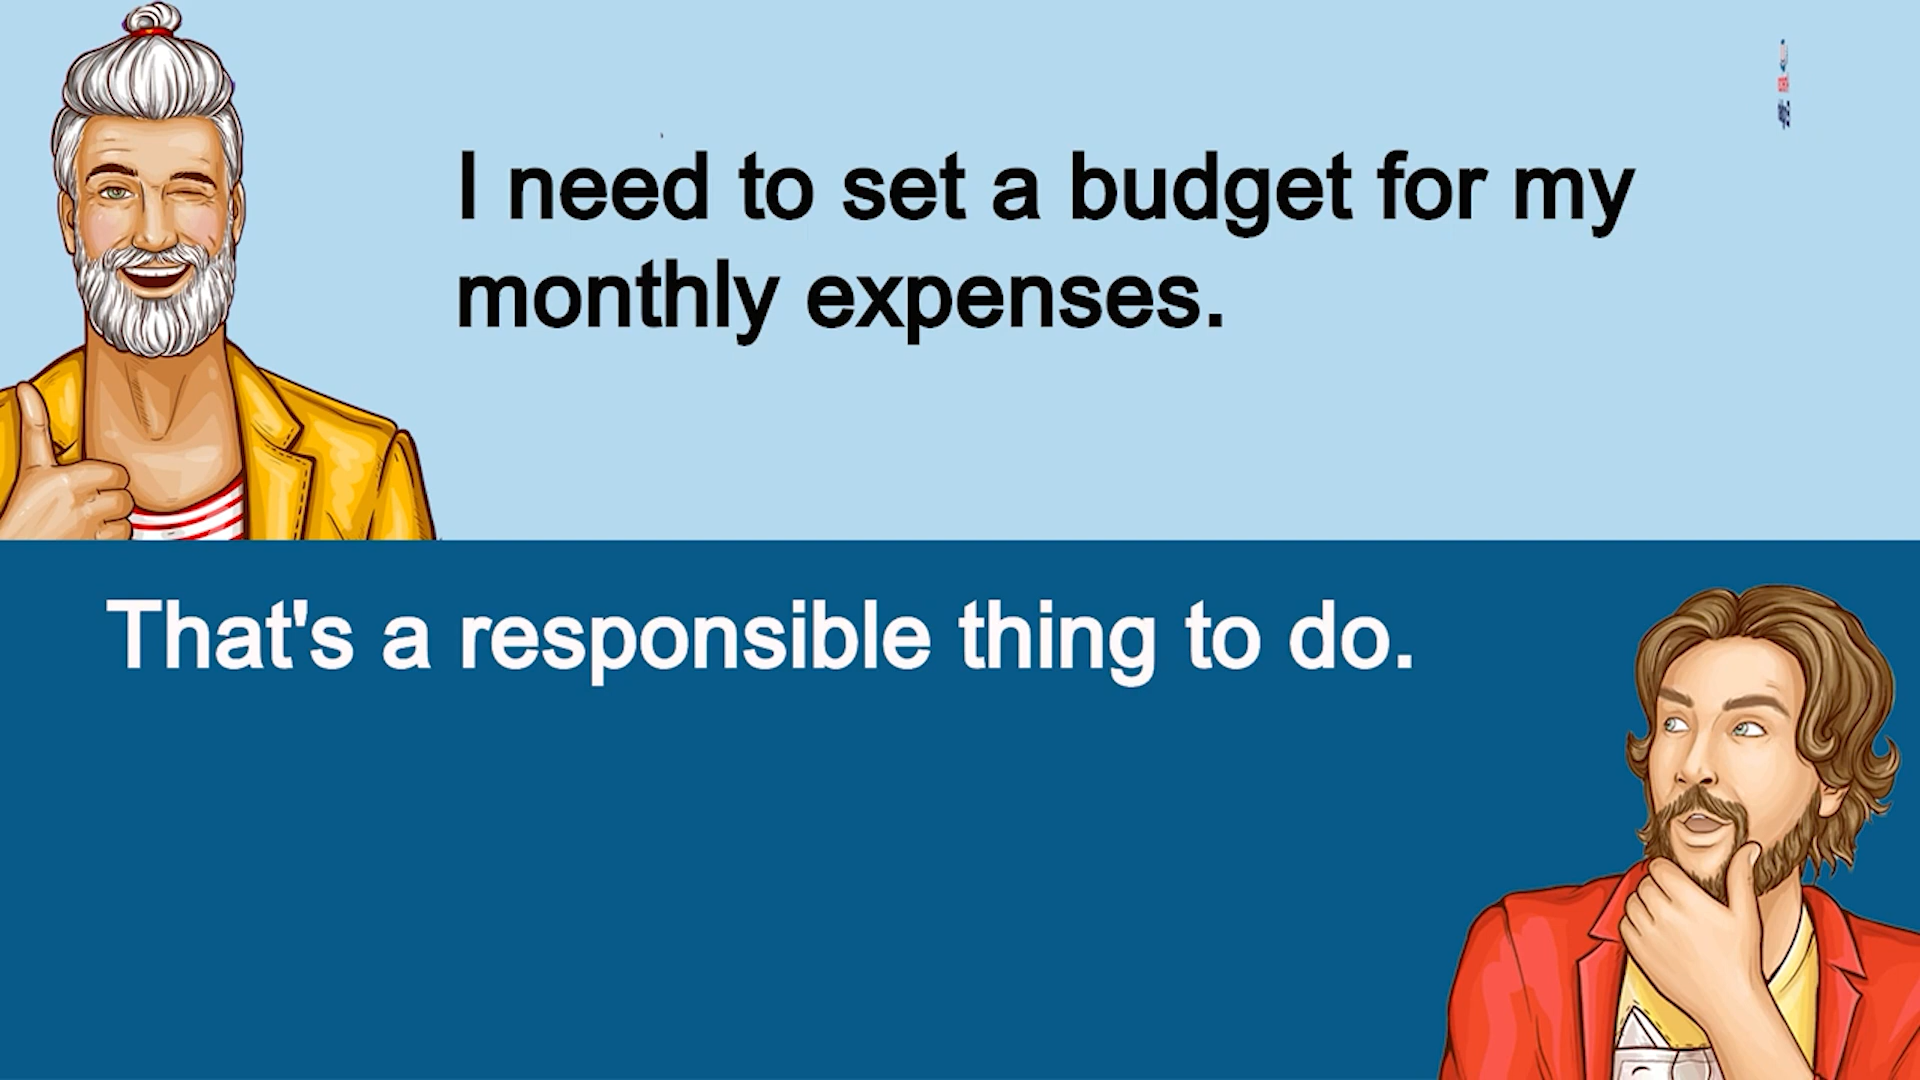 I need to set a budget for my
monthly expenses.
That's a responsible thing to do.